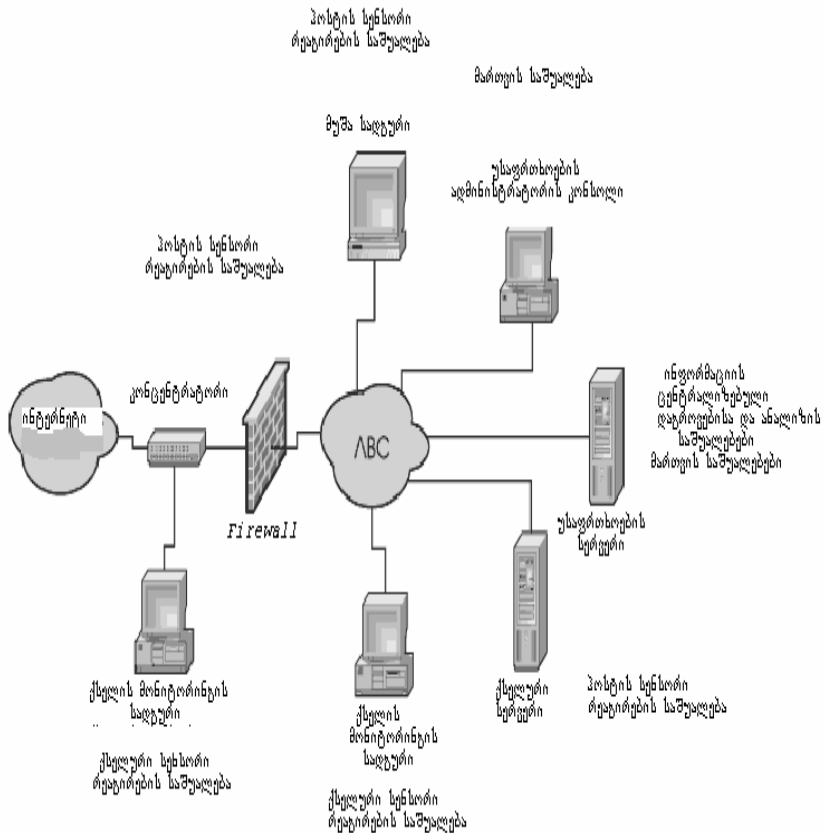 ჰოსტის სენსორი
რეაგირების საშუალება
მართვის საშუალება
მუშა სადგური
უსაფრთხოების
ადმინისტრატორის კონსოლი
ჰოსტის სენსორი
რეაგირების საშუალება
ინტერნეტი
კონცენტრატორი
Firewall
ABC
ინფორმაციის
ცენტრალიზებული
დაგროვებისა და ანალიზის
საშუალებები
მართვის საშუალებები
უსაფრთხოების
სერვერი
ქსელის მონიტორინგის
სადგური
ქსელური სენსორი
რეაგირების საშუალება
ქსელის
მონიტორინგის
სადგური
ქსელური სენსორი
რეაგირების საშუალება
ქსელური
სერვერი
ჰოსტის სენსორი
რეაგირების საშუალება